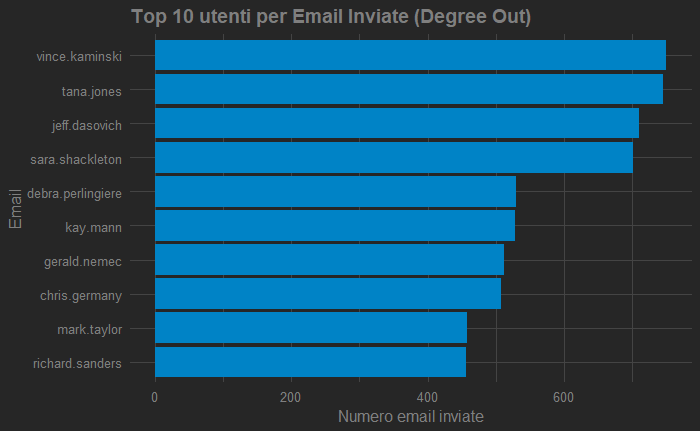 Top 10 utenti per Email Inviate (Degree Out)
Email
vince.kaminski
tana.jones
jeff.dasovich
sara.shackleton
debra.perlingiere
kay.mann
gerald.nemec
chris.germany
mark.taylor
richard.sanders
0 200 400 600
Numero email inviate